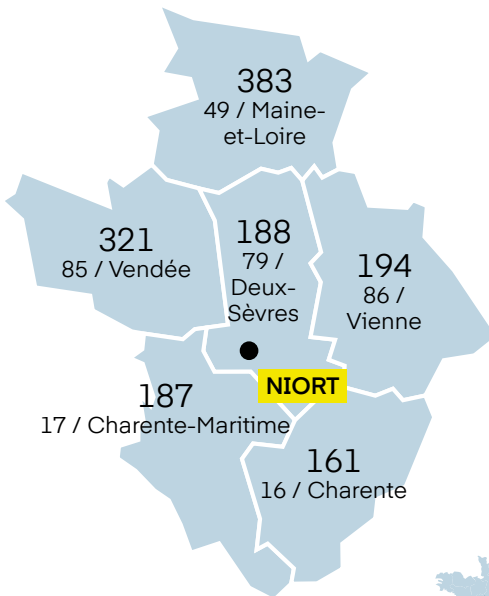 383
49 / Maine-
et-Loire
321
85 / Vendée
188
79 /
Deux-
Sèvres
194
86 /
Vienne
NIORT
187
17 / Charente-Maritime
161
16 / Charente